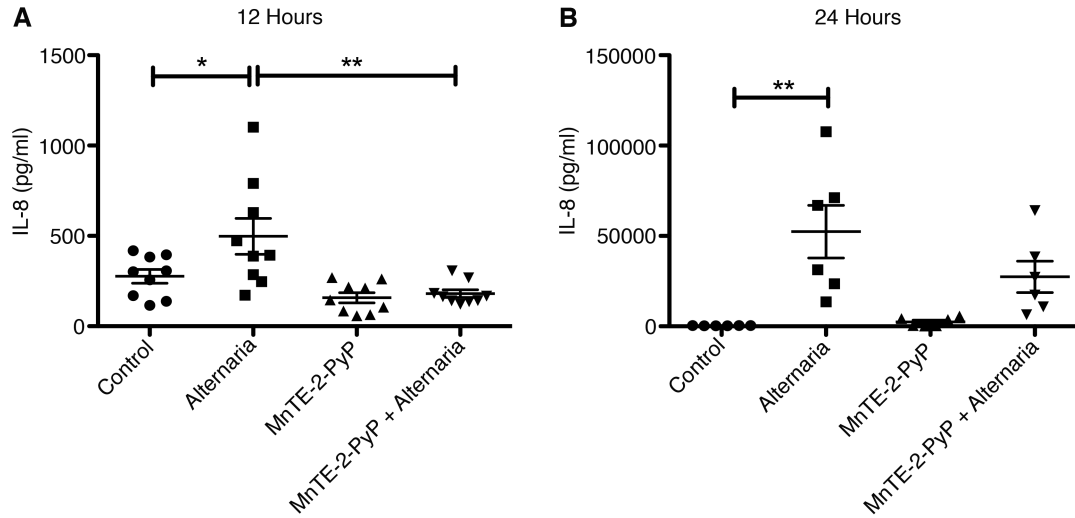 A
12 Hours
IL-8 (pg/ml)
1500
1000
500
0
*
**
Control
Alternaria
MnTE-2-PyP
MnTE-2-PyP + Alternaria
B
24 Hours
IL-8 (pg/ml)
150000
100000
50000
0
**
Control
Alternaria
MnTE-2-PyP
MnTE-2-PyP + Alternaria